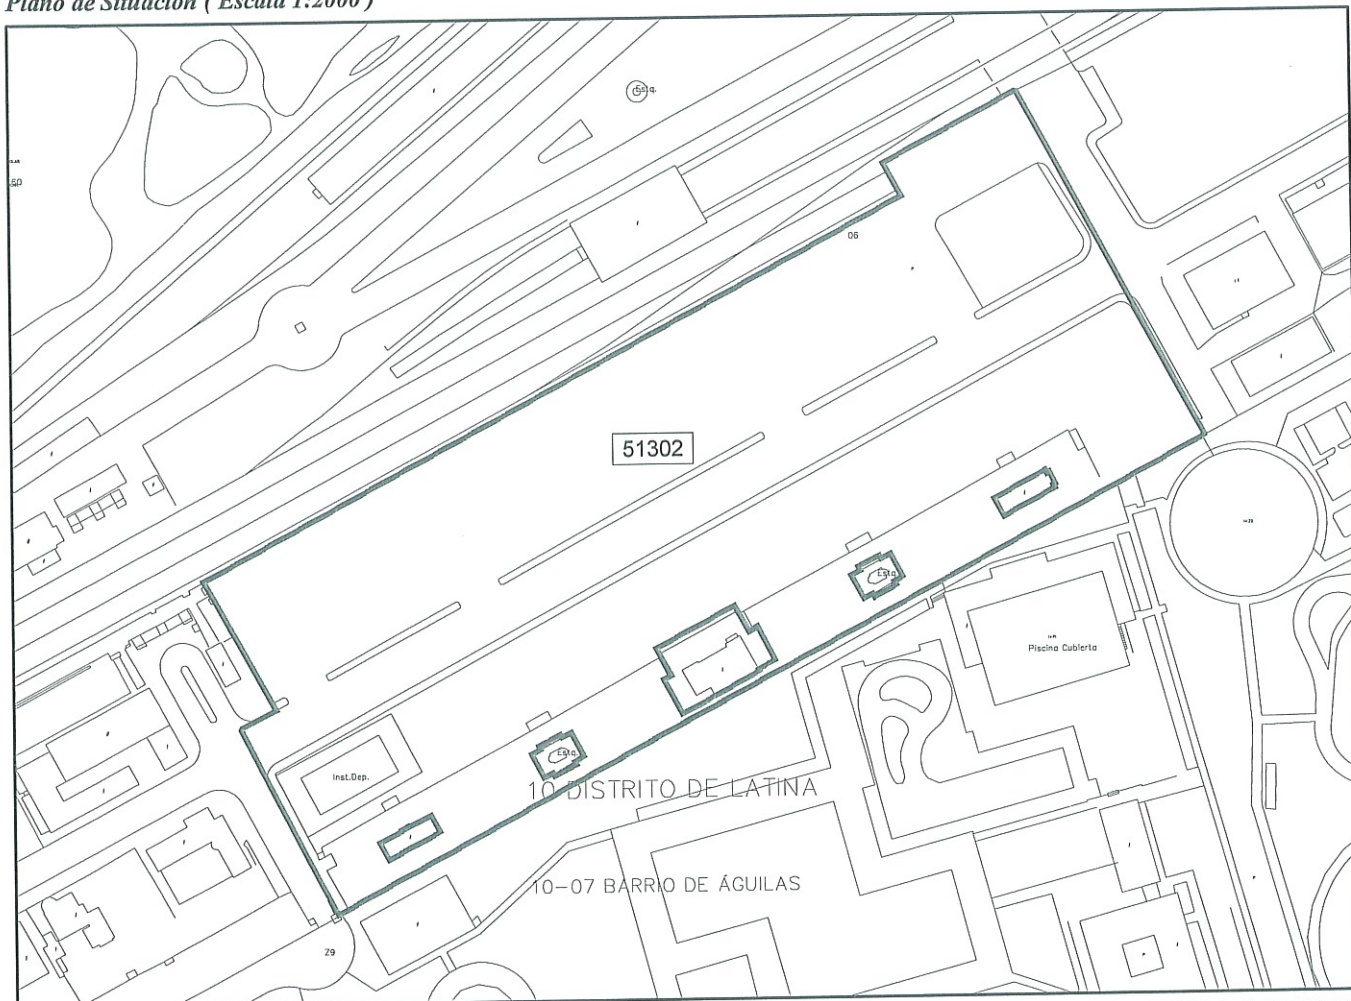 Plano de Situación ( Escala 1:2000 )
Estq.
06
51302
Estq.
Piscina Cubierta
Estq.
Inst.Dep.
10 DISTRITO DE LATINA
10-07 BARRIO DE ÁGUILAS
Z9